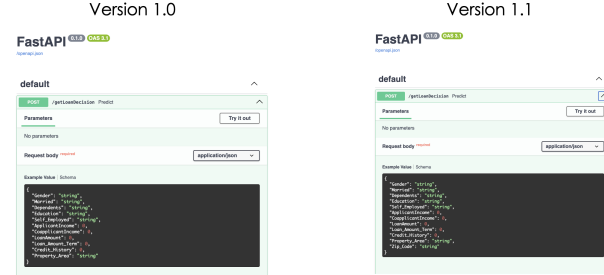 Version 1.0
FastAPI 0.1.0 OAS 3.1
/openapi.json
default
POST /getLoanDecision Predict
Parameters
Try it out
No parameters
Request body required
application/json
Example Value | Schema
{
"Gender": "string",
"Married": "string",
"Dependents": "string",
"Education": "string",
"Self_Employed": "string",
"ApplicantIncome": 0,
"CoapplicantIncome": 0,
"LoanAmount": 0,
"Loan_Amount_Term": 0,
"Credit_History": 0,
"Property_Area": "string"
}
Version 1.1
FastAPI 0.1.0 OAS 3.1
/openapi.json
default
POST /getLoanDecision Predict
Parameters
Try it out
No parameters
Request body required
application/json
Example Value | Schema
{
"Gender": "string",
"Married": "string",
"Dependents": "string",
"Education": "string",
"Self_Employed": "string",
"ApplicantIncome": 0,
"CoapplicantIncome": 0,
"LoanAmount": 0,
"Loan_Amount_Term": 0,
"Credit_History": 0,
"Property_Area": "string",
"Zip_Code": "string"
}